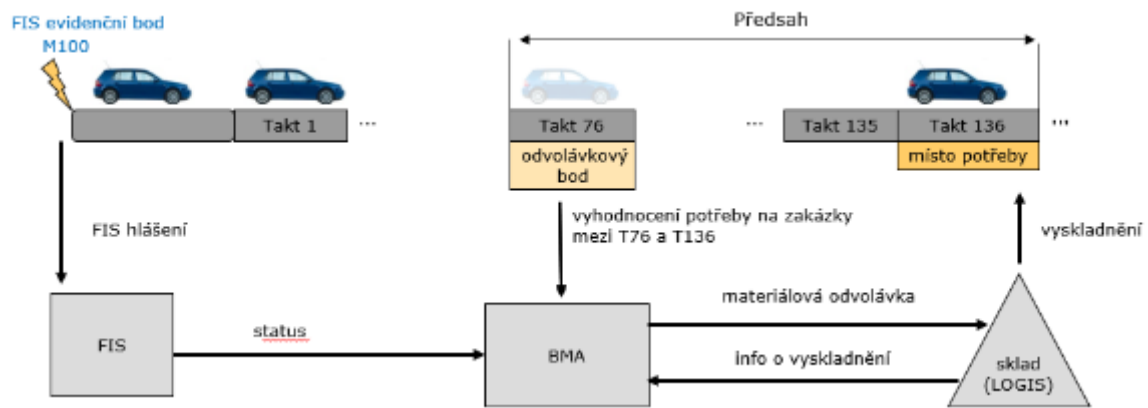 FIS evidenční bod
M100
Předsah
Takt 1
...
Takt 76
...
Takt 135
Takt 136
...
odvolávkový
bod
místo potřeby
FIS hlášení
vyhodnocení potřeby na zakázky
mezi T76 a T136
vyskladnění
FIS
status
BMA
materiálová odvolávka
info o vyskladnění
sklad
(LOGIS)